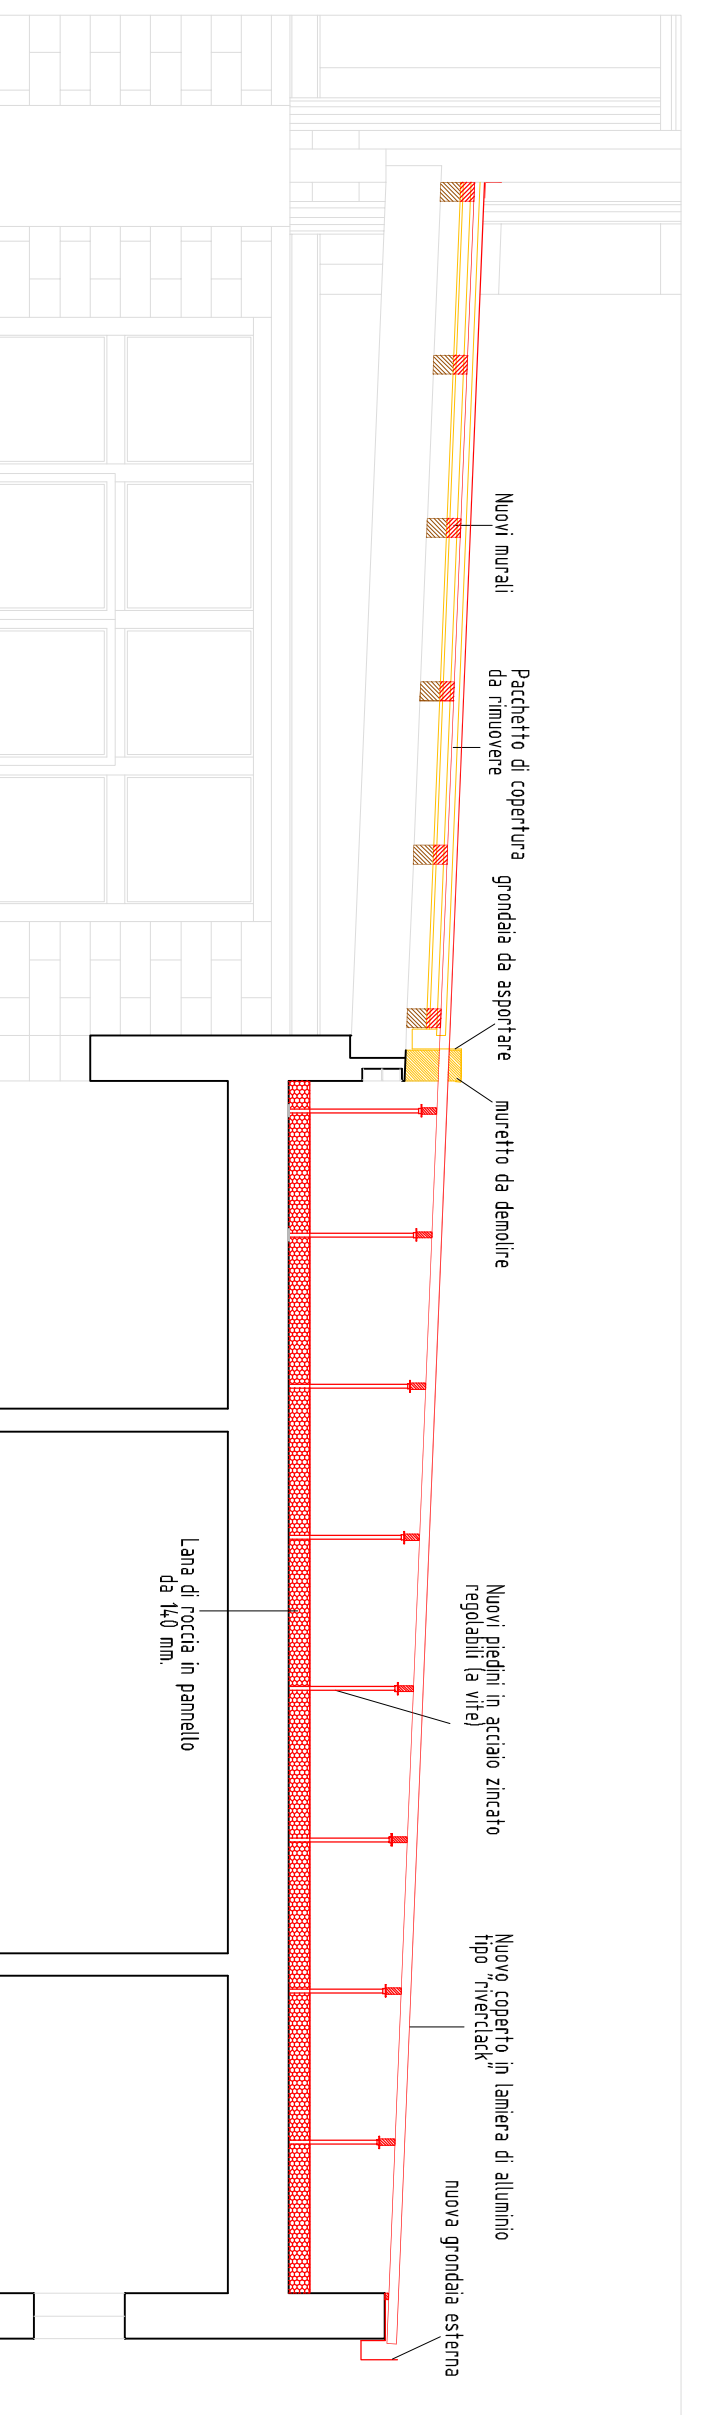 Nuovi murali
Pacchetto di copertura
da rimuovere
grondaia da asportare
muretto da demolire
Lana di roccia in pannello
da 140 mm.
Nuovi piedini in acciaio zincato
regolabili (a vite)
Nuovo coperto in lamiera di alluminio
tipo "riverclack"
nuova grondaia esterna